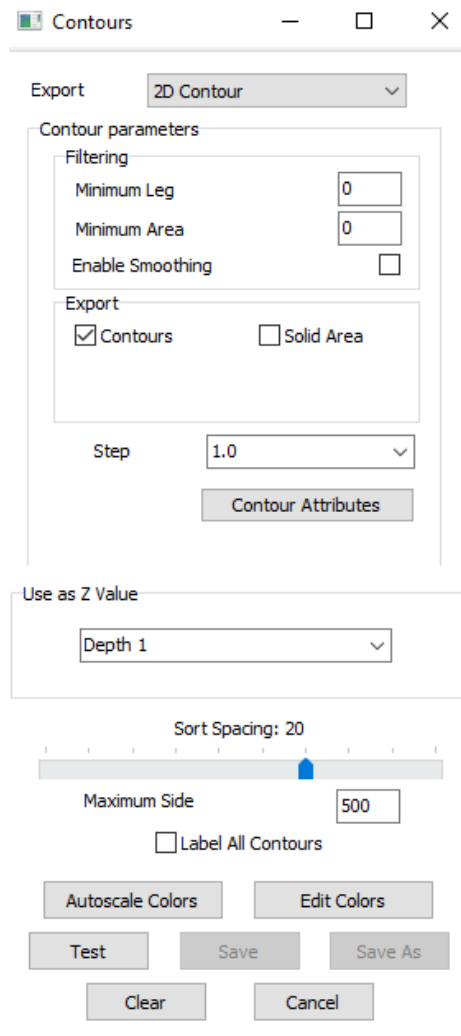 Contours
Export 2D Contour
Contour parameters
Filtering
Minimum Leg 0
Minimum Area 0
Enable Smoothing
Export
Contours Solid Area
Step 1.0
Contour Attributes
Use as Z Value
Depth 1
Sort Spacing: 20
Maximum Side 500
Label All Contours
Autoscale Colors Edit Colors
Test Save Save As
Clear Cancel